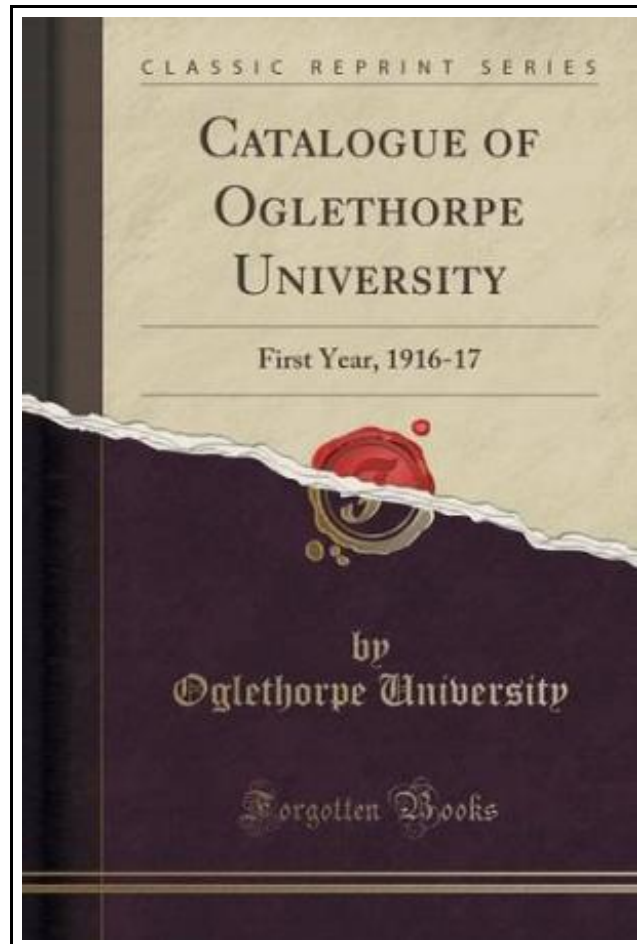 CLASSIC REPRINT SERIES
CATALOGUE OF
OGLETHORPE
UNIVERSITY
First Year, 1916-17
F
by
Oglethorpe University
Forgotten Books